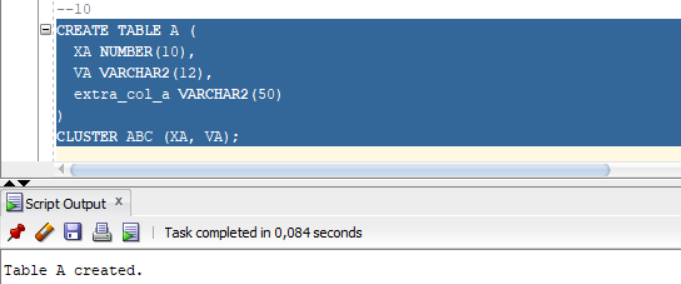 --10
CREATE TABLE A (
XA NUMBER(10),
VA VARCHAR2(12),
extra_col_a VARCHAR2(50)
)
CLUSTER ABC (XA, VA);
Script Output x
Task completed in 0,084 seconds
Table A created.